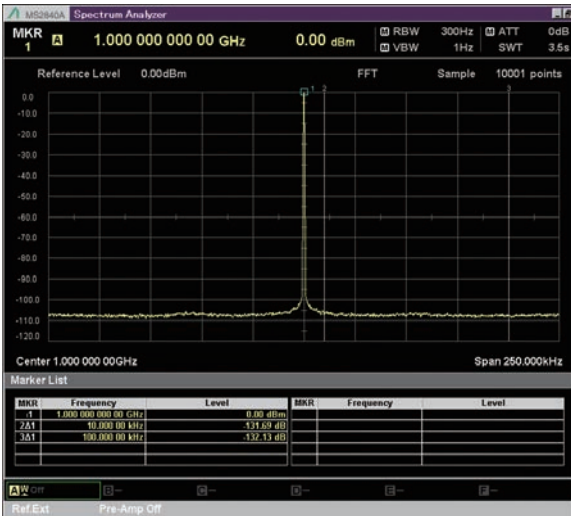 MS2840A Spectrum Analyzer
MKR 1 A 1.000 000 000 00 GHz 0.00 dBm
M RBW 300Hz M ATT 0dB
M VBW 1Hz SWT 3.5s
Reference Level 0.00dBm FFT Sample 10001 points
1 2 3
0.0
-10.0
-20.0
-30.0
-40.0
-50.0
-60.0
-70.0
-80.0
-90.0
-100.0
-110.0
-120.0
Center 1.000 000 00GHz Span 250.000kHz
Marker List
MKR Frequency Level MKR Frequency Level
1 1.000 000 000 00 GHz 0.00 dBm
2Δ1 10.000 00 kHz -131.69 dB
3Δ1 100.000 00 kHz -132.13 dB
A W Off B-- C-- D-- E-- F--
Ref.Ext Pre-Amp Off